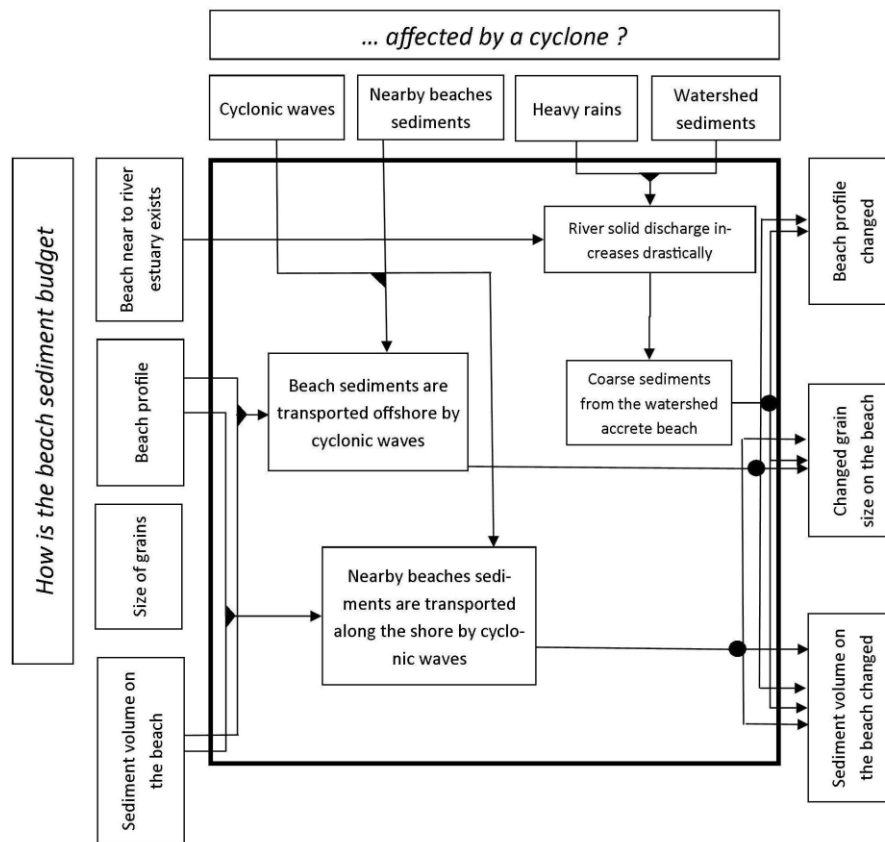 ... affected by a cyclone ?
Cyclonic waves
Nearby beaches
sediments
Heavy rains
Watershed
sediments
How is the beach sediment budget
Beach near to river
estuary exists
Beach profile
Size of grains
Sediment volume on
the beach
River solid discharge in-
creases drastically
Beach sediments are
transported offshore by
cyclonic waves
Coarse sediments
from the watershed
accrete beach
Nearby beaches sedi-
ments are transported
along the shore by cyclo-
nic waves
Beach profile
changed
Changed grain
size on the beach
Sediment volume on
the beach changed